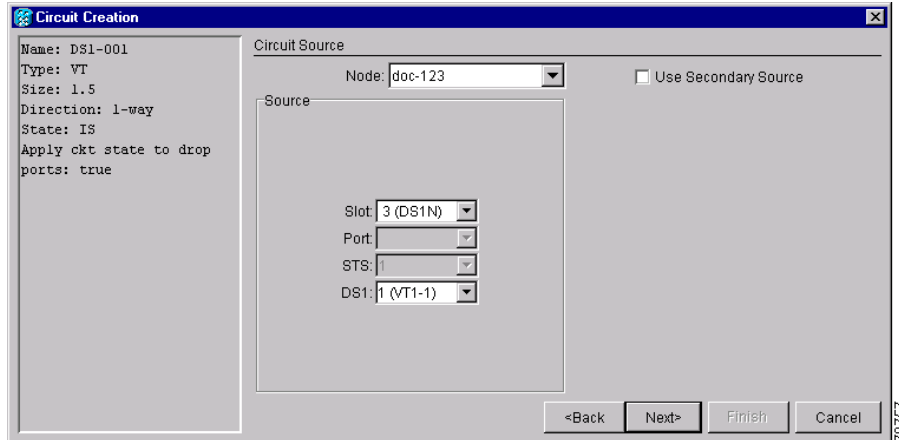 Circuit Creation
Name: DS1-001
Type: VT
Size: 1.5
Direction: 1-way
State: IS
Apply ckt state to drop
ports: true
Circuit Source
Node: doc-123
Use Secondary Source
Source
Slot: 3 (DS1N)
Port:
STS: 1
DS1: 1 (VT1-1)
<Back
Next>
Finish
Cancel